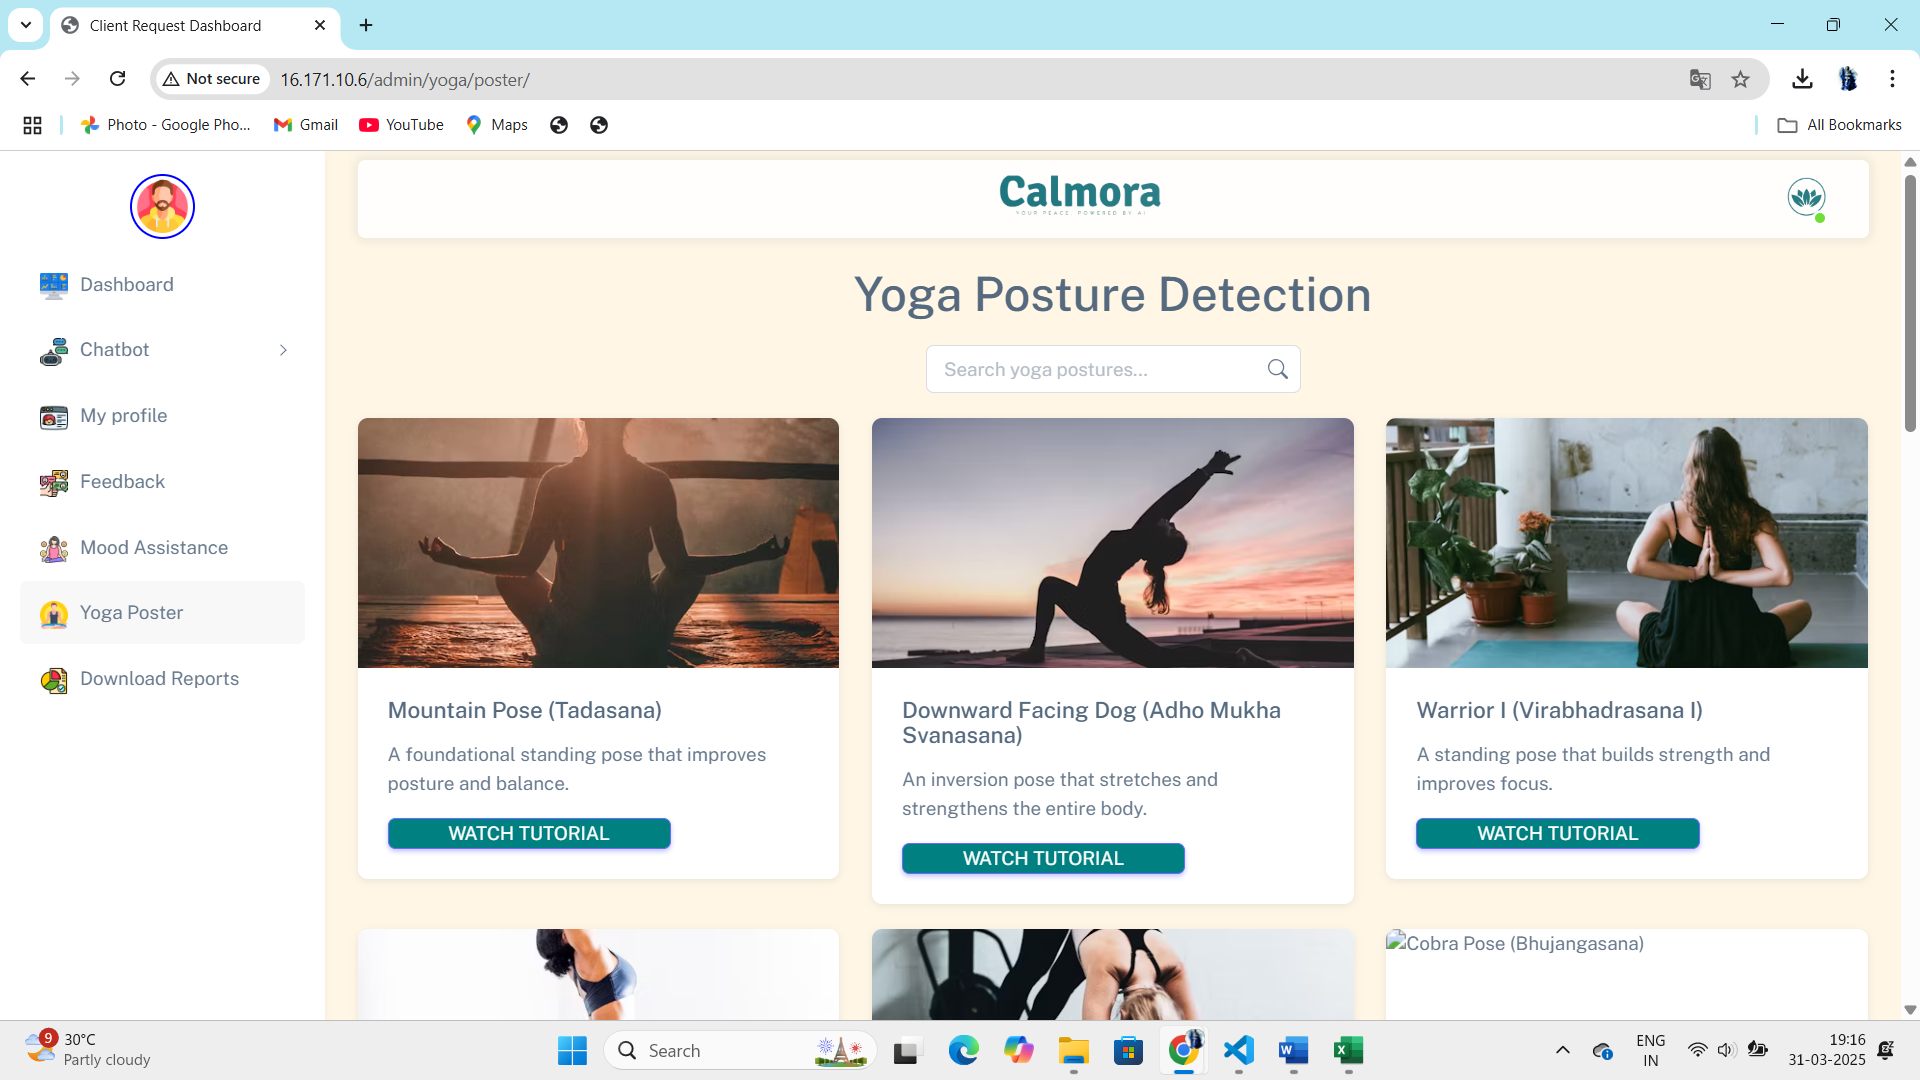 Client Request Dashboard
Not secure
16.171.10.6/admin/yoga/poster/
Photo - Google Pho...
Gmail
YouTube
Maps
All Bookmarks
Calmora
YOUR PEACE, POWERED BY AI
Dashboard
Chatbot
My profile
Feedback
Mood Assistance
Yoga Poster
Download Reports
Yoga Posture Detection
Search yoga postures...
Mountain Pose (Tadasana)
A foundational standing pose that improves
posture and balance.
WATCH TUTORIAL
Downward Facing Dog (Adho Mukha
Svanasana)
An inversion pose that stretches and
strengthens the entire body.
WATCH TUTORIAL
Warrior I (Virabhadrasana I)
A standing pose that builds strength and
improves focus.
WATCH TUTORIAL
Cobra Pose (Bhujangasana)
9
30°C
Partly cloudy
Search
ENG
IN
19:16
31-03-2025